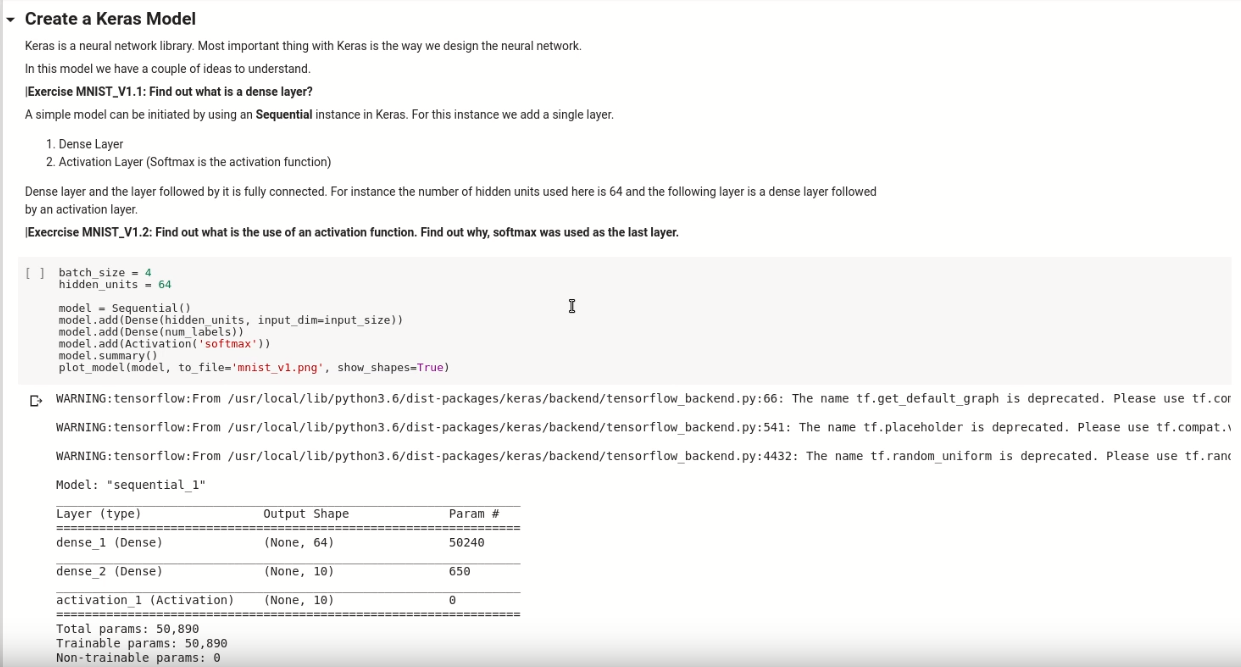 Create a Keras Model
Keras is a neural network library. Most important thing with Keras is the way we design the neural network.
In this model we have a couple of ideas to understand.
|Exercise MNIST_V1.1: Find out what is a dense layer?
A simple model can be initiated by using an Sequential instance in Keras. For this instance we add a single layer.
1. Dense Layer
2. Activation Layer (Softmax is the activation function)
Dense layer and the layer followed by it is fully connected. For instance the number of hidden units used here is 64 and the following layer is a dense layer followed
by an activation layer.
|Execrcise MNIST_V1.2: Find out what is the use of an activation function. Find out why, softmax was used as the last layer.
[ ] batch_size = 4
hidden_units = 64
model = Sequential()
model.add(Dense(hidden_units, input_dim=input_size))
model.add(Dense(num_labels))
model.add(Activation('softmax'))
model.summary()
plot_model(model, to_file='mnist_v1.png', show_shapes=True)
WARNING:tensorflow:From /usr/local/lib/python3.6/dist-packages/keras/backend/tensorflow_backend.py:66: The name tf.get_default_graph is deprecated. Please use tf.com
WARNING:tensorflow:From /usr/local/lib/python3.6/dist-packages/keras/backend/tensorflow_backend.py:541: The name tf.placeholder is deprecated. Please use tf.compat.v
WARNING:tensorflow:From /usr/local/lib/python3.6/dist-packages/keras/backend/tensorflow_backend.py:4432: The name tf.random_uniform is deprecated. Please use tf.rand
Model: "sequential_1"
Layer (type) Output Shape Param #
dense_1 (Dense) (None, 64) 50240
dense_2 (Dense) (None, 10) 650
activation_1 (Activation) (None, 10) 0
Total params: 50,890
Trainable params: 50,890
Non-trainable params: 0